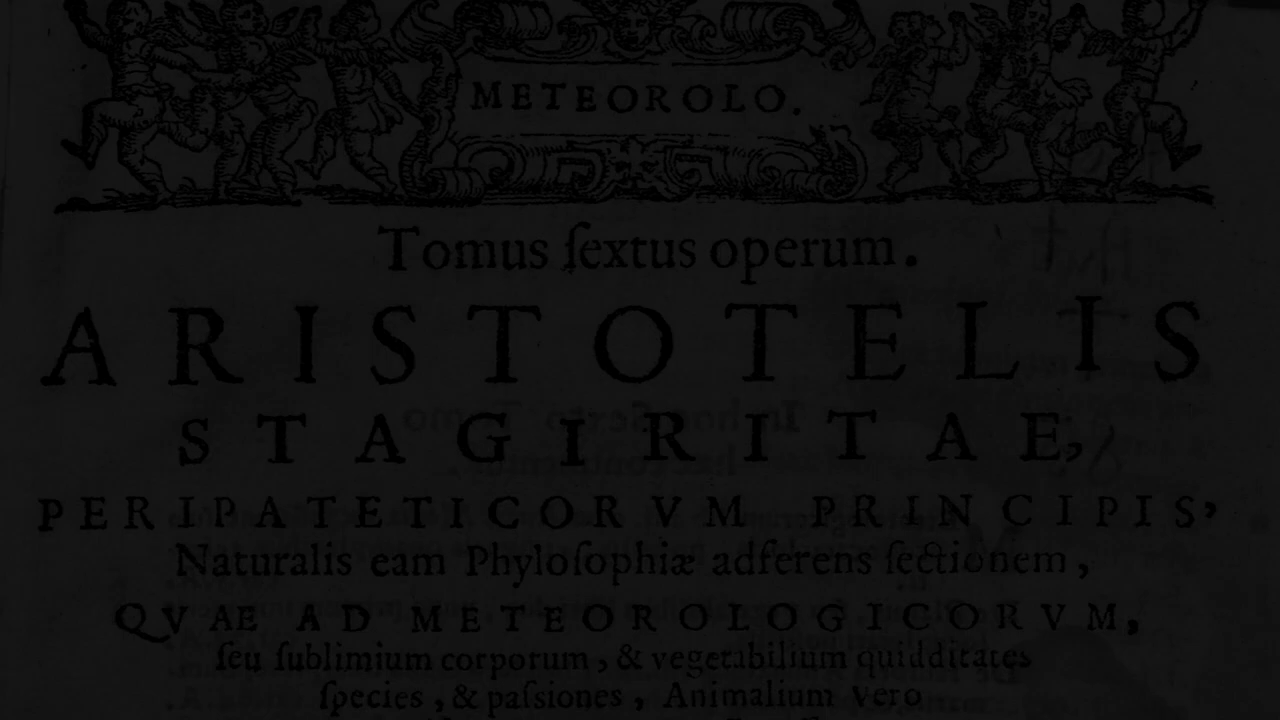 METEOROLO.
Tomus ſextus operum.
ARISTOTELIS
STAGIRITAE,
PERIPATETICORVM PRINCIPIS,
Naturalis eam Phyloſophiæ adferens ſectionem,
QVAE AD METEOROLOGICORVM,
ſeu ſublimium corporum, & vegetabilium quidditates
ſpecies, & paſsiones, Animalium vero